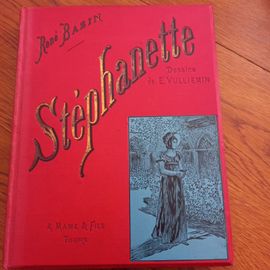 René Bazin
Stéphanette
Dessins
de E. Vulliemin
A. Mame & Fils
Tours